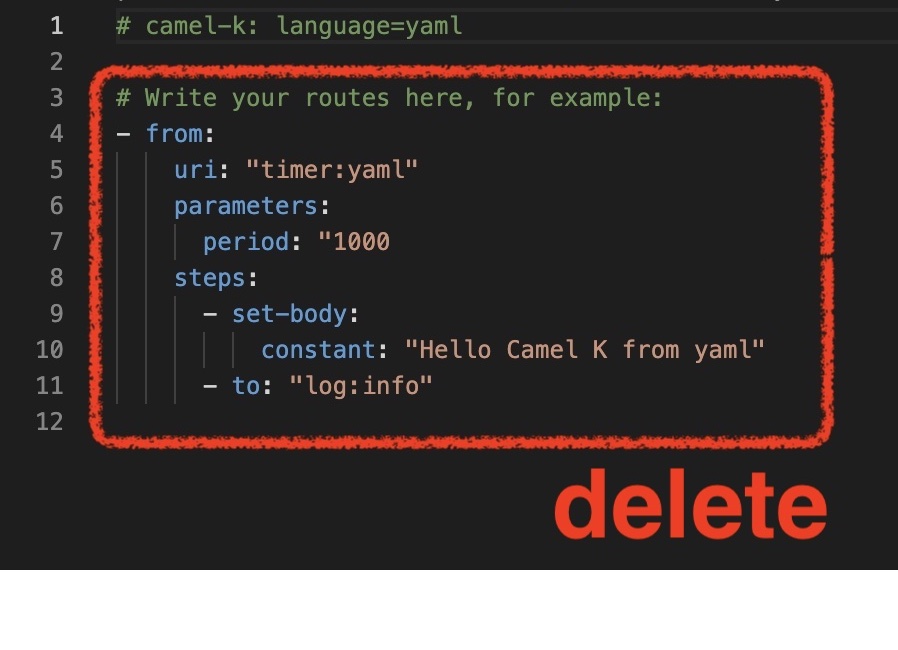 1 # camel-k: language=yaml
2
3 # Write your routes here, for example:
4 - from:
5     uri: "timer:yaml"
6     parameters:
7       period: "1000
8     steps:
9       - set-body:
10          constant: "Hello Camel K from yaml"
11      - to: "log:info"
12
delete